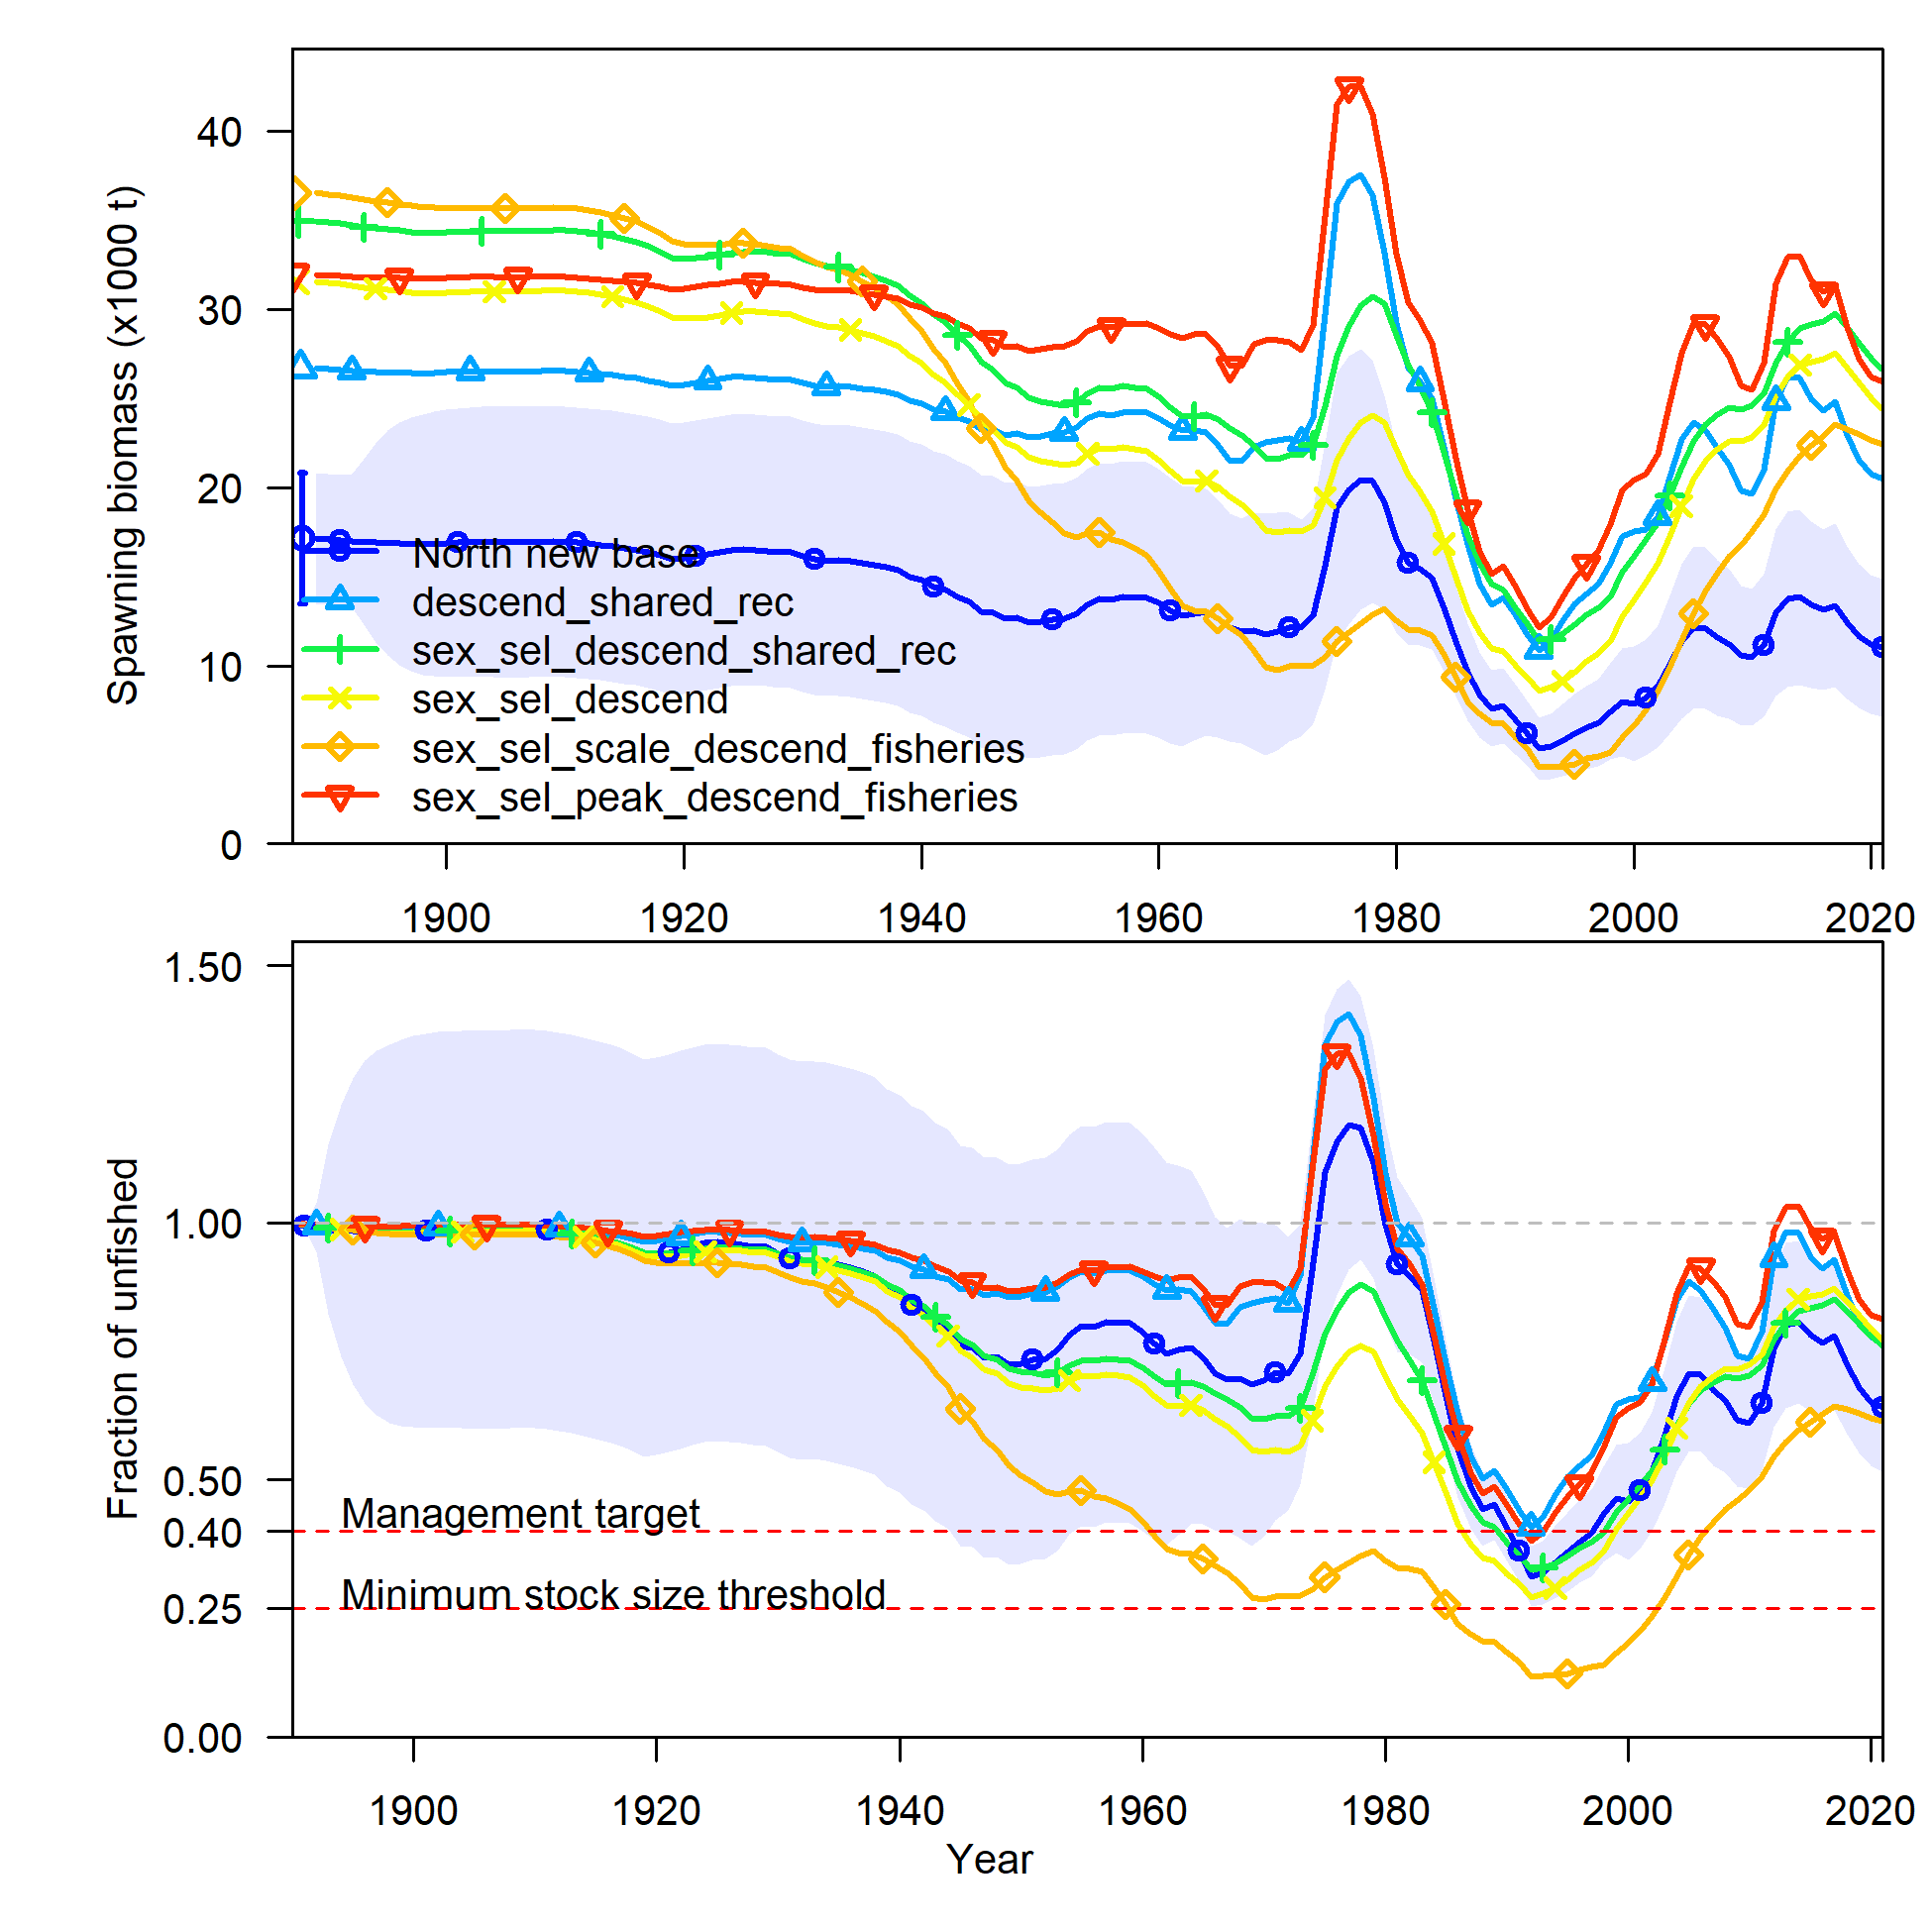 Spawning biomass (x1000 t)
40
30
20
10
0
North new base
descend_shared_rec
sex_sel_descend_shared_rec
sex_sel_descend
sex_sel_scale_descend_fisheries
sex_sel_peak_descend_fisheries
1900 1920 1940 1960 1980 2000 2020
Fraction of unfished
1.50
1.00
0.50
0.40
0.25
0.00
Management target
Minimum stock size threshold
1900 1920 1940 1960 1980 2000 2020
Year